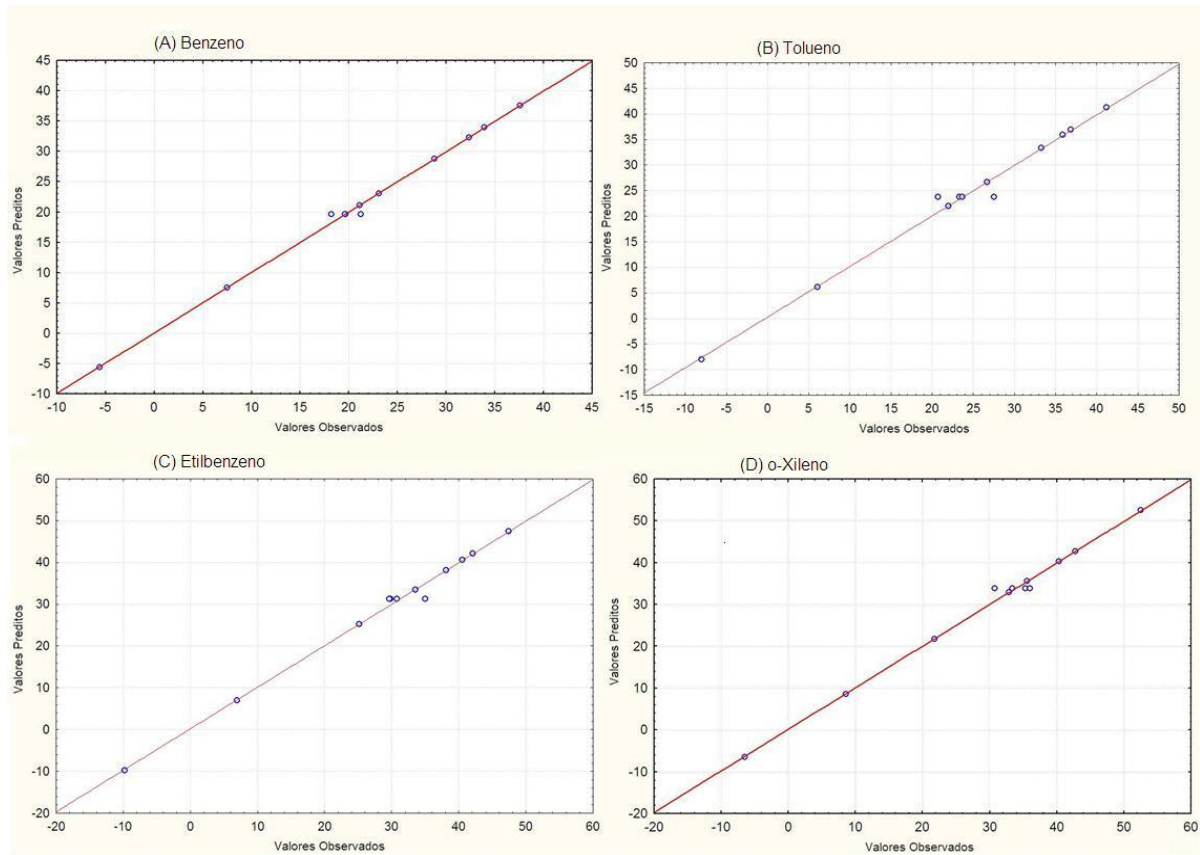 (A) Benzeno
45
40
35
30
25
20
15
10
5
0
-5
-10
-10 -5 0 5 10 15 20 25 30 35 40 45
Valores Preditos
Valores Observados
(B) Tolueno
50
45
40
35
30
25
20
15
10
5
0
-5
-10
-15
-15 -10 -5 0 5 10 15 20 25 30 35 40 45 50
Valores Preditos
Valores Observados
(C) Etilbenzeno
60
50
40
30
20
10
0
-10
-20
-20 -10 0 10 20 30 40 50 60
Valores Preditos
Valores Observados
(D) o-Xileno
60
50
40
30
20
10
0
-10
-20
-20 -10 0 10 20 30 40 50 60
Valores Preditos
Valores Observados